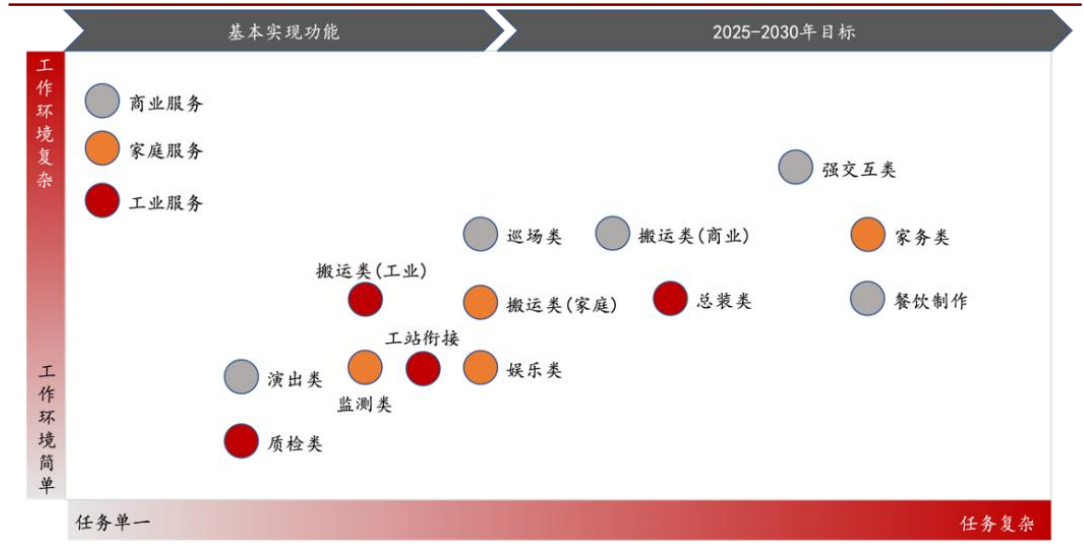 基本实现功能
2025-2030年目标
工作环境复杂
商业服务
家庭服务
工业服务
强交互类
巡场类
搬运类(商业)
家务类
搬运类(工业)
搬运类(家庭)
总装类
餐饮制作
工站衔接
演出类
娱乐类
监测类
质检类
工作环境简单
任务单一
任务复杂